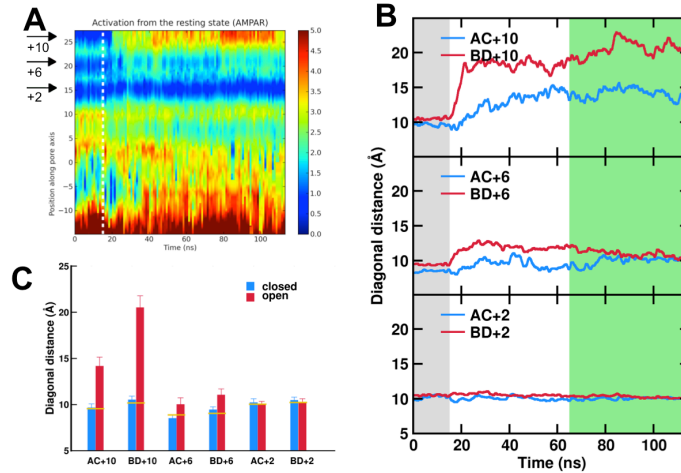 A
Activation from the resting state (AMPAR)
+10
+6
+2
Position along pore axis
25
20
15
10
5
0
−5
−10
0
20
40
60
80
100
Time (ns)
5.0
4.5
4.0
3.5
3.0
2.5
2.0
1.5
1.0
0.5
0.0
B
Diagonal distance (Å)
AC+10
BD+10
20
15
10
AC+6
BD+6
20
15
10
AC+2
BD+2
20
15
10
5
0
20
40
60
80
100
Time (ns)
C
Diagonal distance (Å)
25
20
15
10
5
closed
open
AC+10
BD+10
AC+6
BD+6
AC+2
BD+2